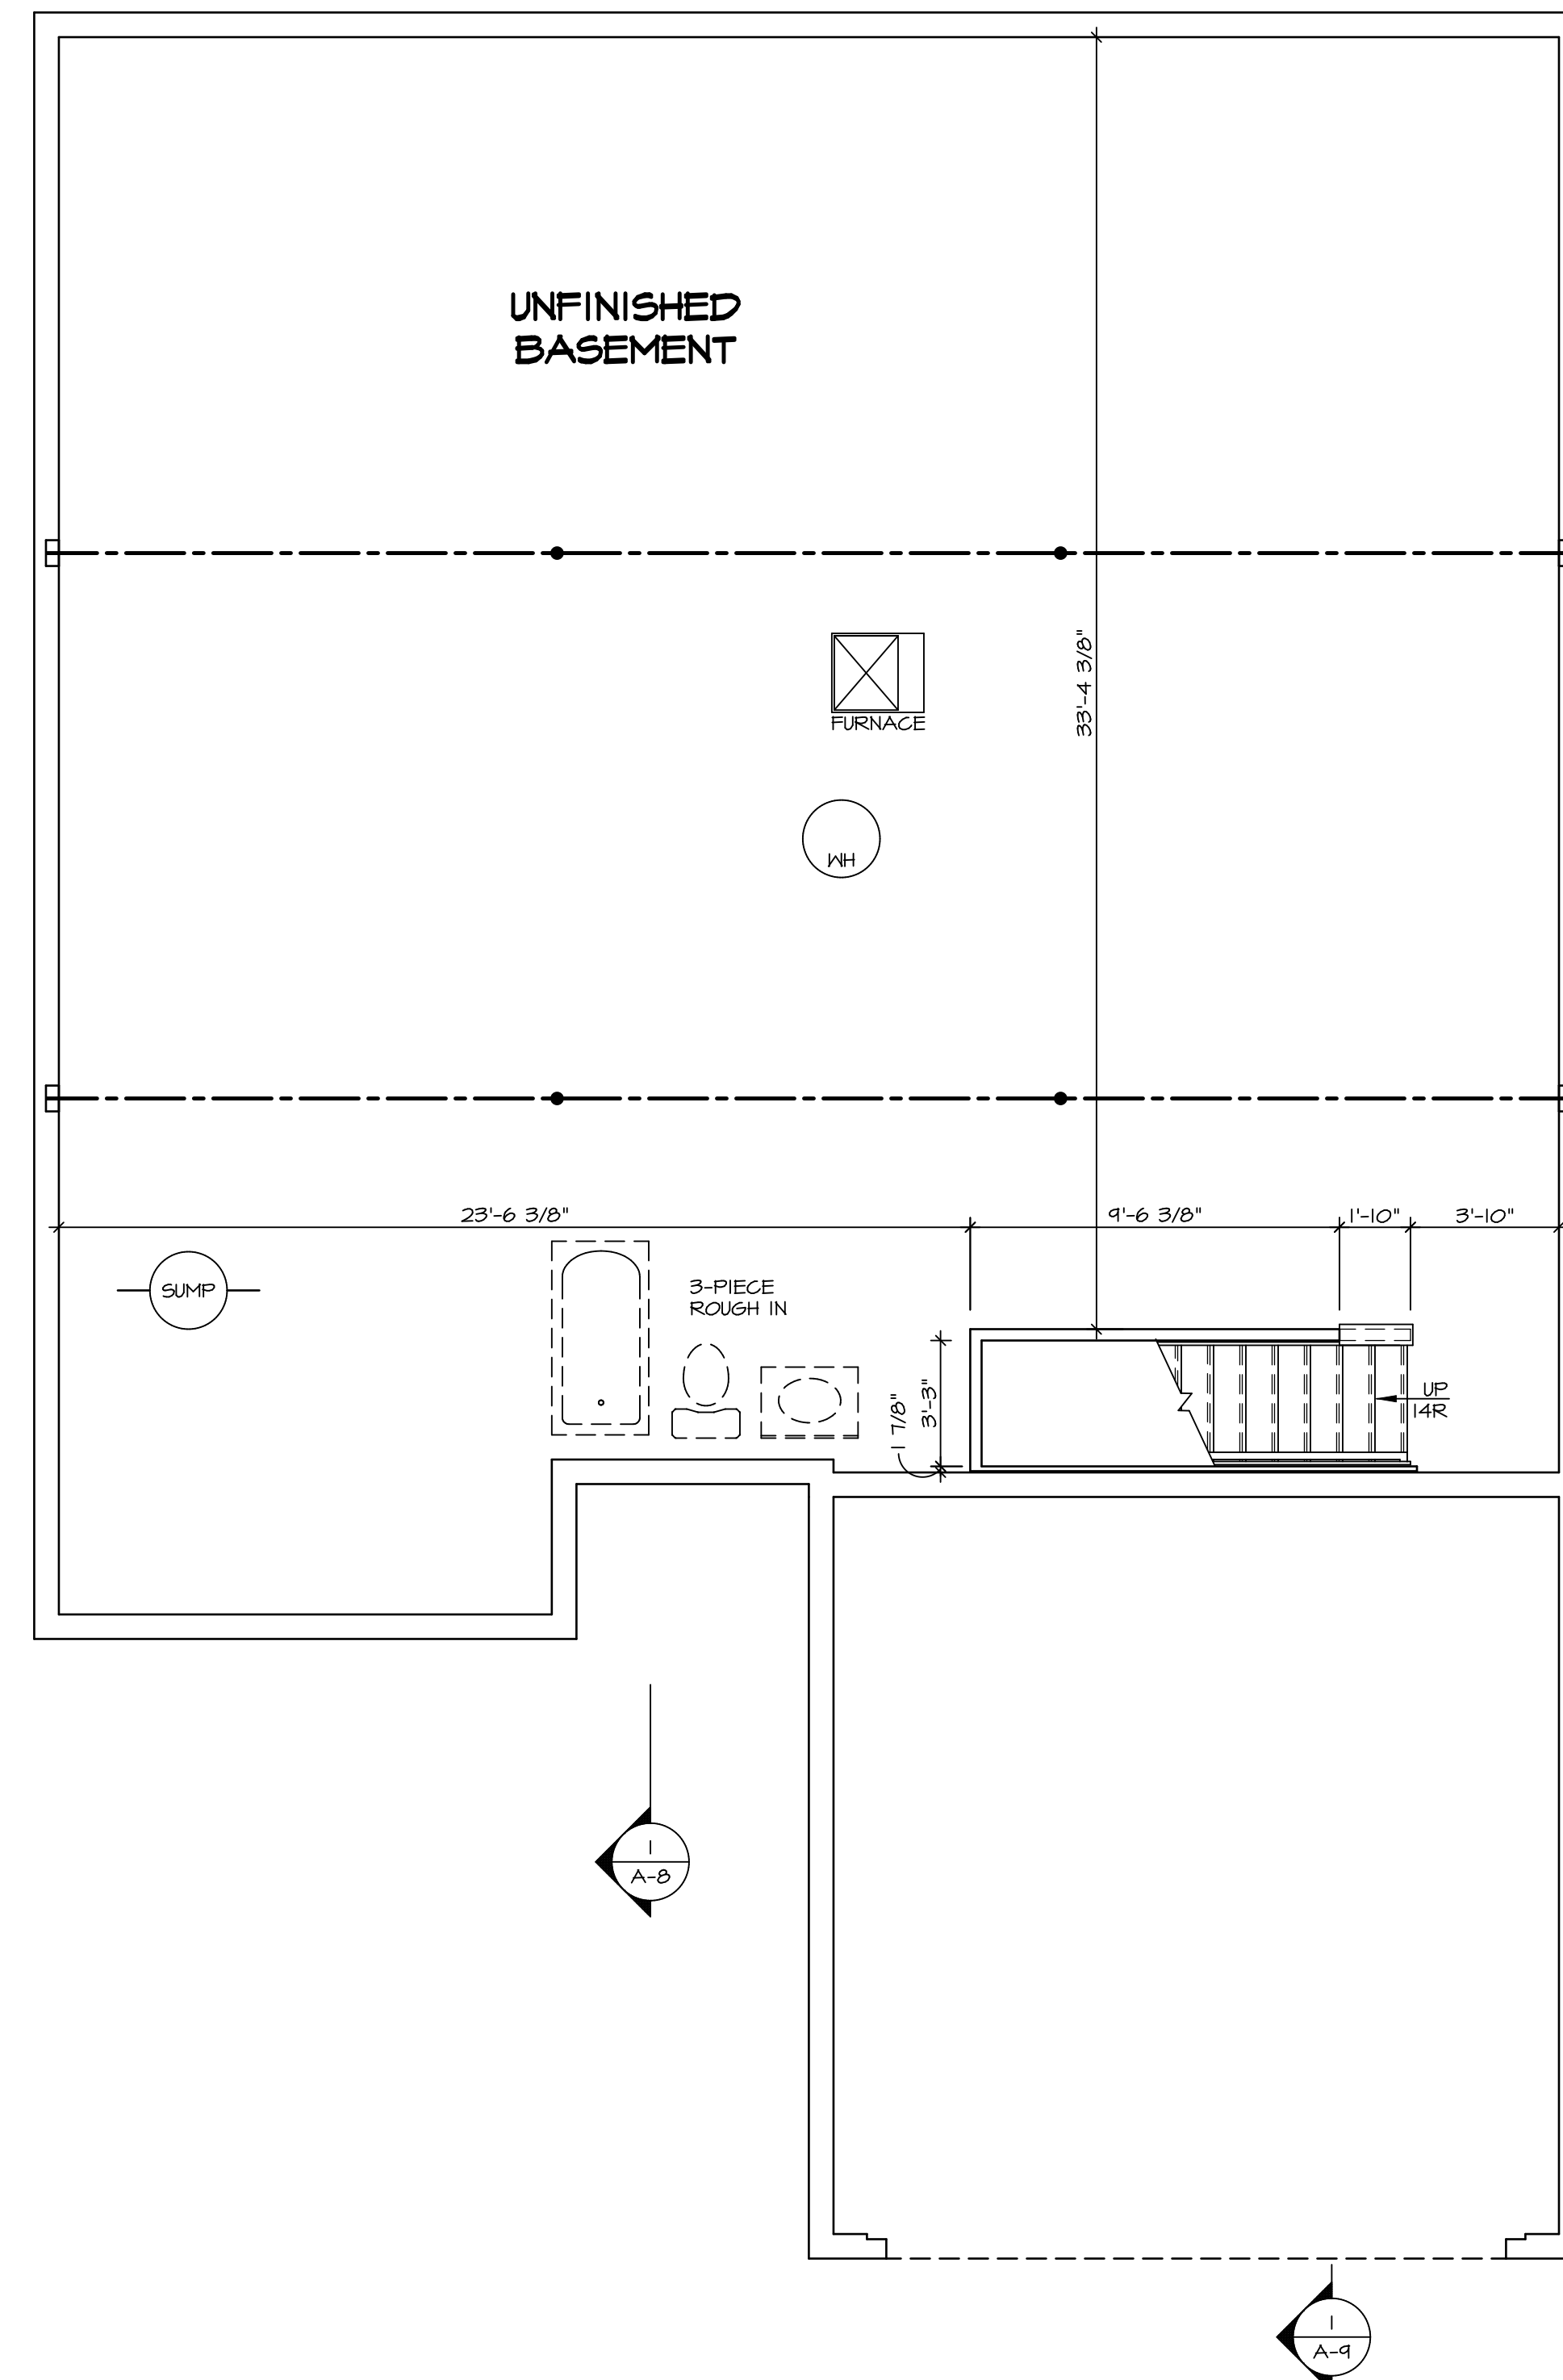 UNFINISHED
BASEMENT
33'-4 3/8"
FURNACE
WH
23'-6 3/8"
9'-6 3/8"
1'-10"
3'-10"
SUMP
3-PIECE
ROUGH IN
3'-3"
1 7/8"
UP
14R
1
A-8
1
A-9